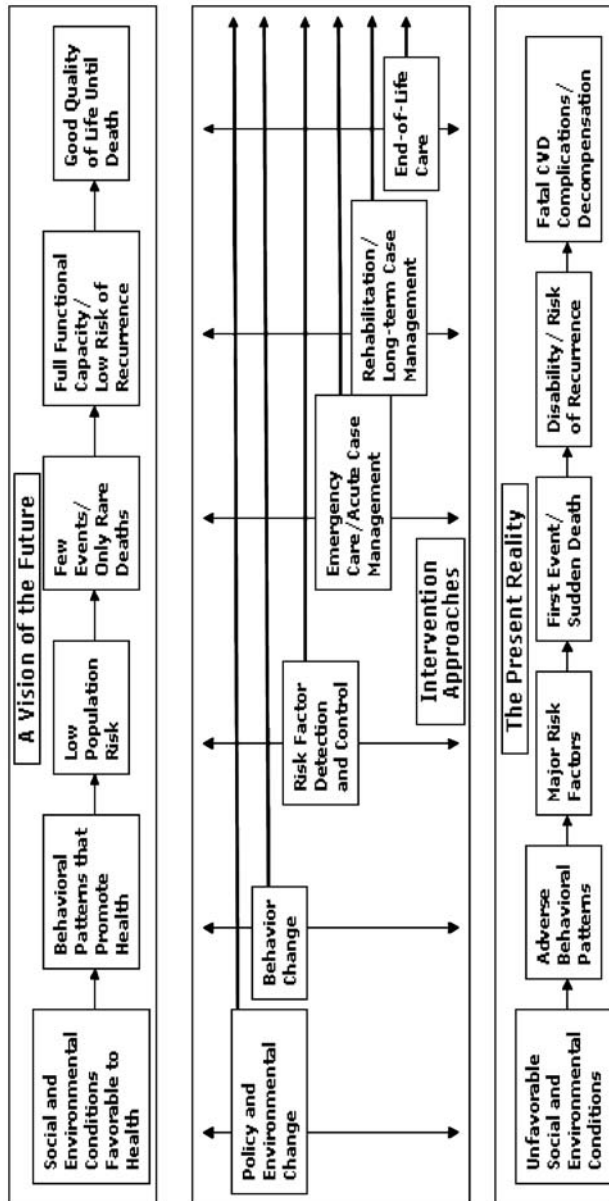 A Vision of the Future
Social and
Environmental
Conditions
Favorable to
Health
Behavioral
Patterns that
Promote
Health
Low
Population
Risk
Few
Events/
Only Rare
Deaths
Full Functional
Capacity/
Low Risk of
Recurrence
Good Quality
of Life Until
Death
Policy and
Environmental
Change
Behavior
Change
Risk Factor
Detection
and Control
Emergency
Care/Acute Case
Management
Rehabilitation/
Long-term Case
Management
End-of-Life
Care
Intervention
Approaches
The Present Reality
Unfavorable
Social and
Environmental
Conditions
Adverse
Behavioral
Patterns
Major Risk
Factors
First Event/
Sudden Death
Disability/Risk
of Recurrence
Fatal CVD
Complications/
Decompensation